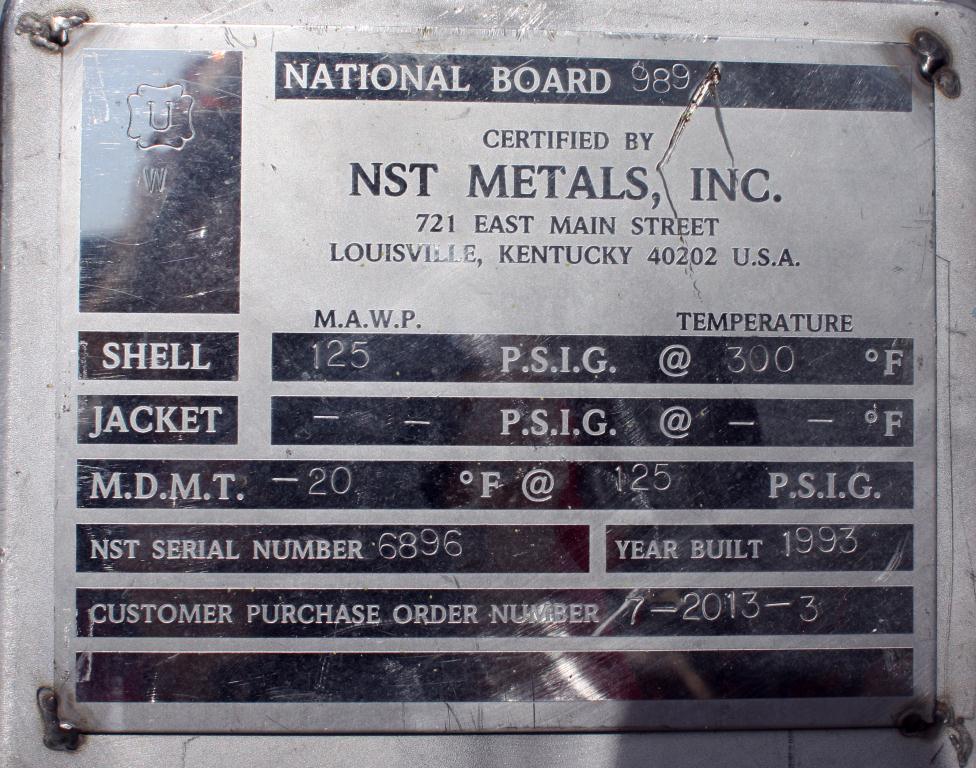 U
W
NATIONAL BOARD 989
CERTIFIED BY
NST METALS, INC.
721 EAST MAIN STREET
LOUISVILLE, KENTUCKY 40202 U.S.A.
M.A.W.P. TEMPERATURE
SHELL 125 P.S.I.G. @ 300 °F
JACKET — — P.S.I.G. @ — — °F
M.D.M.T. -20 °F @ 125 P.S.I.G.
NST SERIAL NUMBER 6896 YEAR BUILT 1993
CUSTOMER PURCHASE ORDER NUMBER 7-2013-3